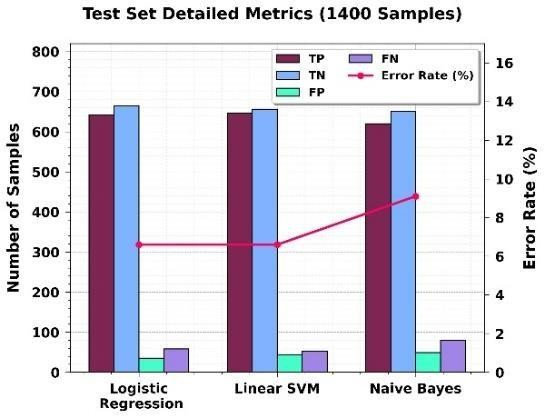 Test Set Detailed Metrics (1400 Samples)
800
700
600
500
400
300
200
100
0
Number of Samples
TP
TN
FP
FN
Error Rate (%)
16
14
12
10
8
6
4
2
0
Error Rate (%)
Logistic
Regression
Linear SVM
Naive Bayes